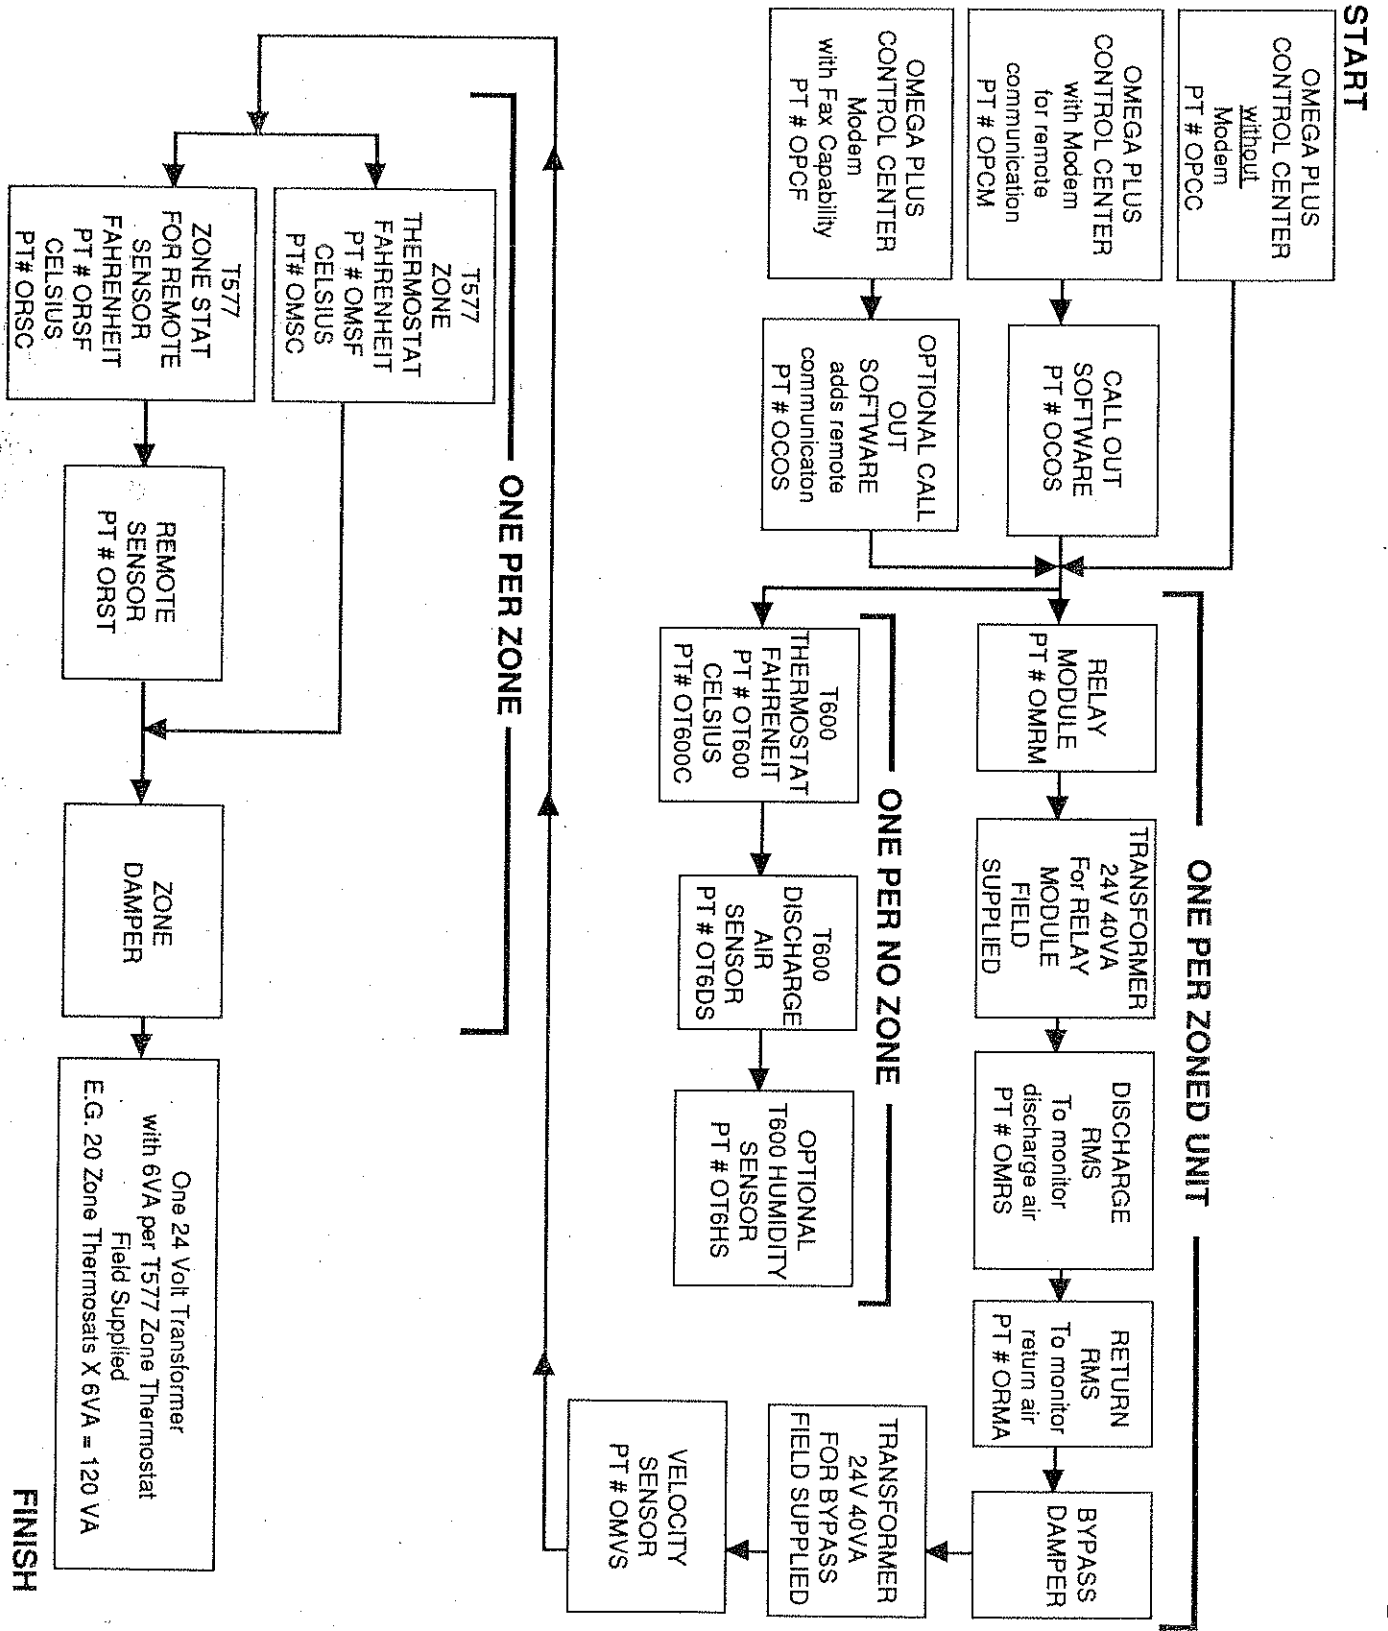 START
OMEGA PLUS
CONTROL CENTER
without
Modem
PT # OPCC
OMEGA PLUS
CONTROL CENTER
with Modem
for remote
communication
PT # OPCM
OMEGA PLUS
CONTROL CENTER
Modem
with Fax Capability
PT # OPCF
CALL OUT
SOFTWARE
PT # OCOS
OPTIONAL CALL
OUT
SOFTWARE
adds remote
communicaton
PT # OCOS
ONE PER ZONED UNIT
RELAY
MODULE
PT # OMRM
TRANSFORMER
24V 40VA
For RELAY
MODULE
FIELD
SUPPLIED
DISCHARGE
RMS
To monitor
discharge air
PT # OMRS
RETURN
RMS
To monitor
return air
PT # ORMA
BYPASS
DAMPER
TRANSFORMER
24V 40VA
FOR BYPASS
FIELD SUPPLIED
VELOCITY
SENSOR
PT # OMVS
ONE PER NO ZONE
T600
THERMOSTAT
FAHRENEIT
PT # OT600
CELSIUS
PT# OT600C
T600
DISCHARGE
AIR
SENSOR
PT # OT6DS
OPTIONAL
T600 HUMIDITY
SENSOR
PT # OT6HS
ONE PER ZONE
T577
ZONE
THERMOSTAT
FAHRENHEIT
PT # OMSF
CELSIUS
PT# OMSC
T577
ZONE STAT
FOR REMOTE
SENSOR
FAHRENHEIT
PT # ORSF
CELSIUS
PT# ORSC
REMOTE
SENSOR
PT # ORST
ZONE
DAMPER
One 24 Volt Transformer
with 6VA per T577 Zone Thermostat
Field Supplied
E.G. 20 Zone Thermosats X 6VA = 120 VA
FINISH